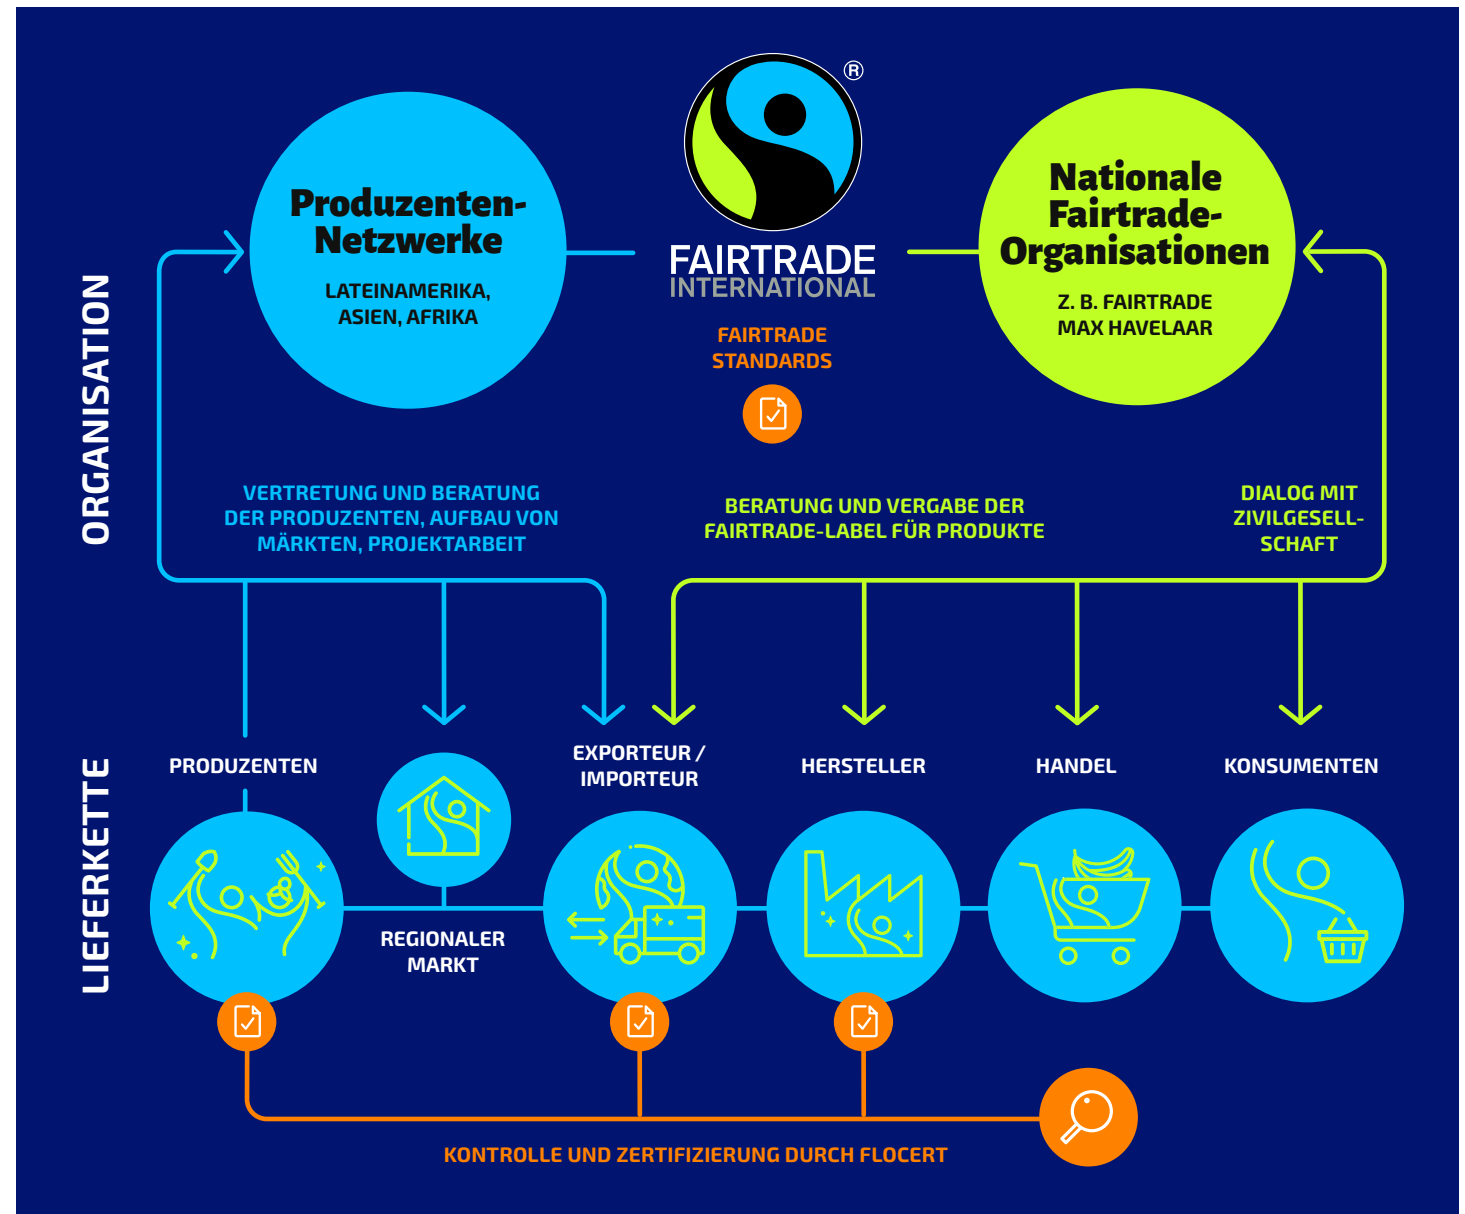 ®
Produzenten-
Netzwerke
LATEINAMERIKA,
ASIEN, AFRIKA
FAIRTRADE
INTERNATIONAL
FAIRTRADE
STANDARDS
Nationale
Fairtrade-
Organisationen
Z. B. FAIRTRADE
MAX HAVELAAR
ORGANISATION
VERTRETUNG UND BERATUNG
DER PRODUZENTEN, AUFBAU VON
MÄRKTEN, PROJEKTARBEIT
BERATUNG UND VERGABE DER
FAIRTRADE-LABEL FÜR PRODUKTE
DIALOG MIT
ZIVILGESELL-
SCHAFT
LIEFERKETTE
PRODUZENTEN
REGIONALER
MARKT
EXPORTEUR /
IMPORTEUR
HERSTELLER
HANDEL
KONSUMENTEN
KONTROLLE UND ZERTIFIZIERUNG DURCH FLOCERT